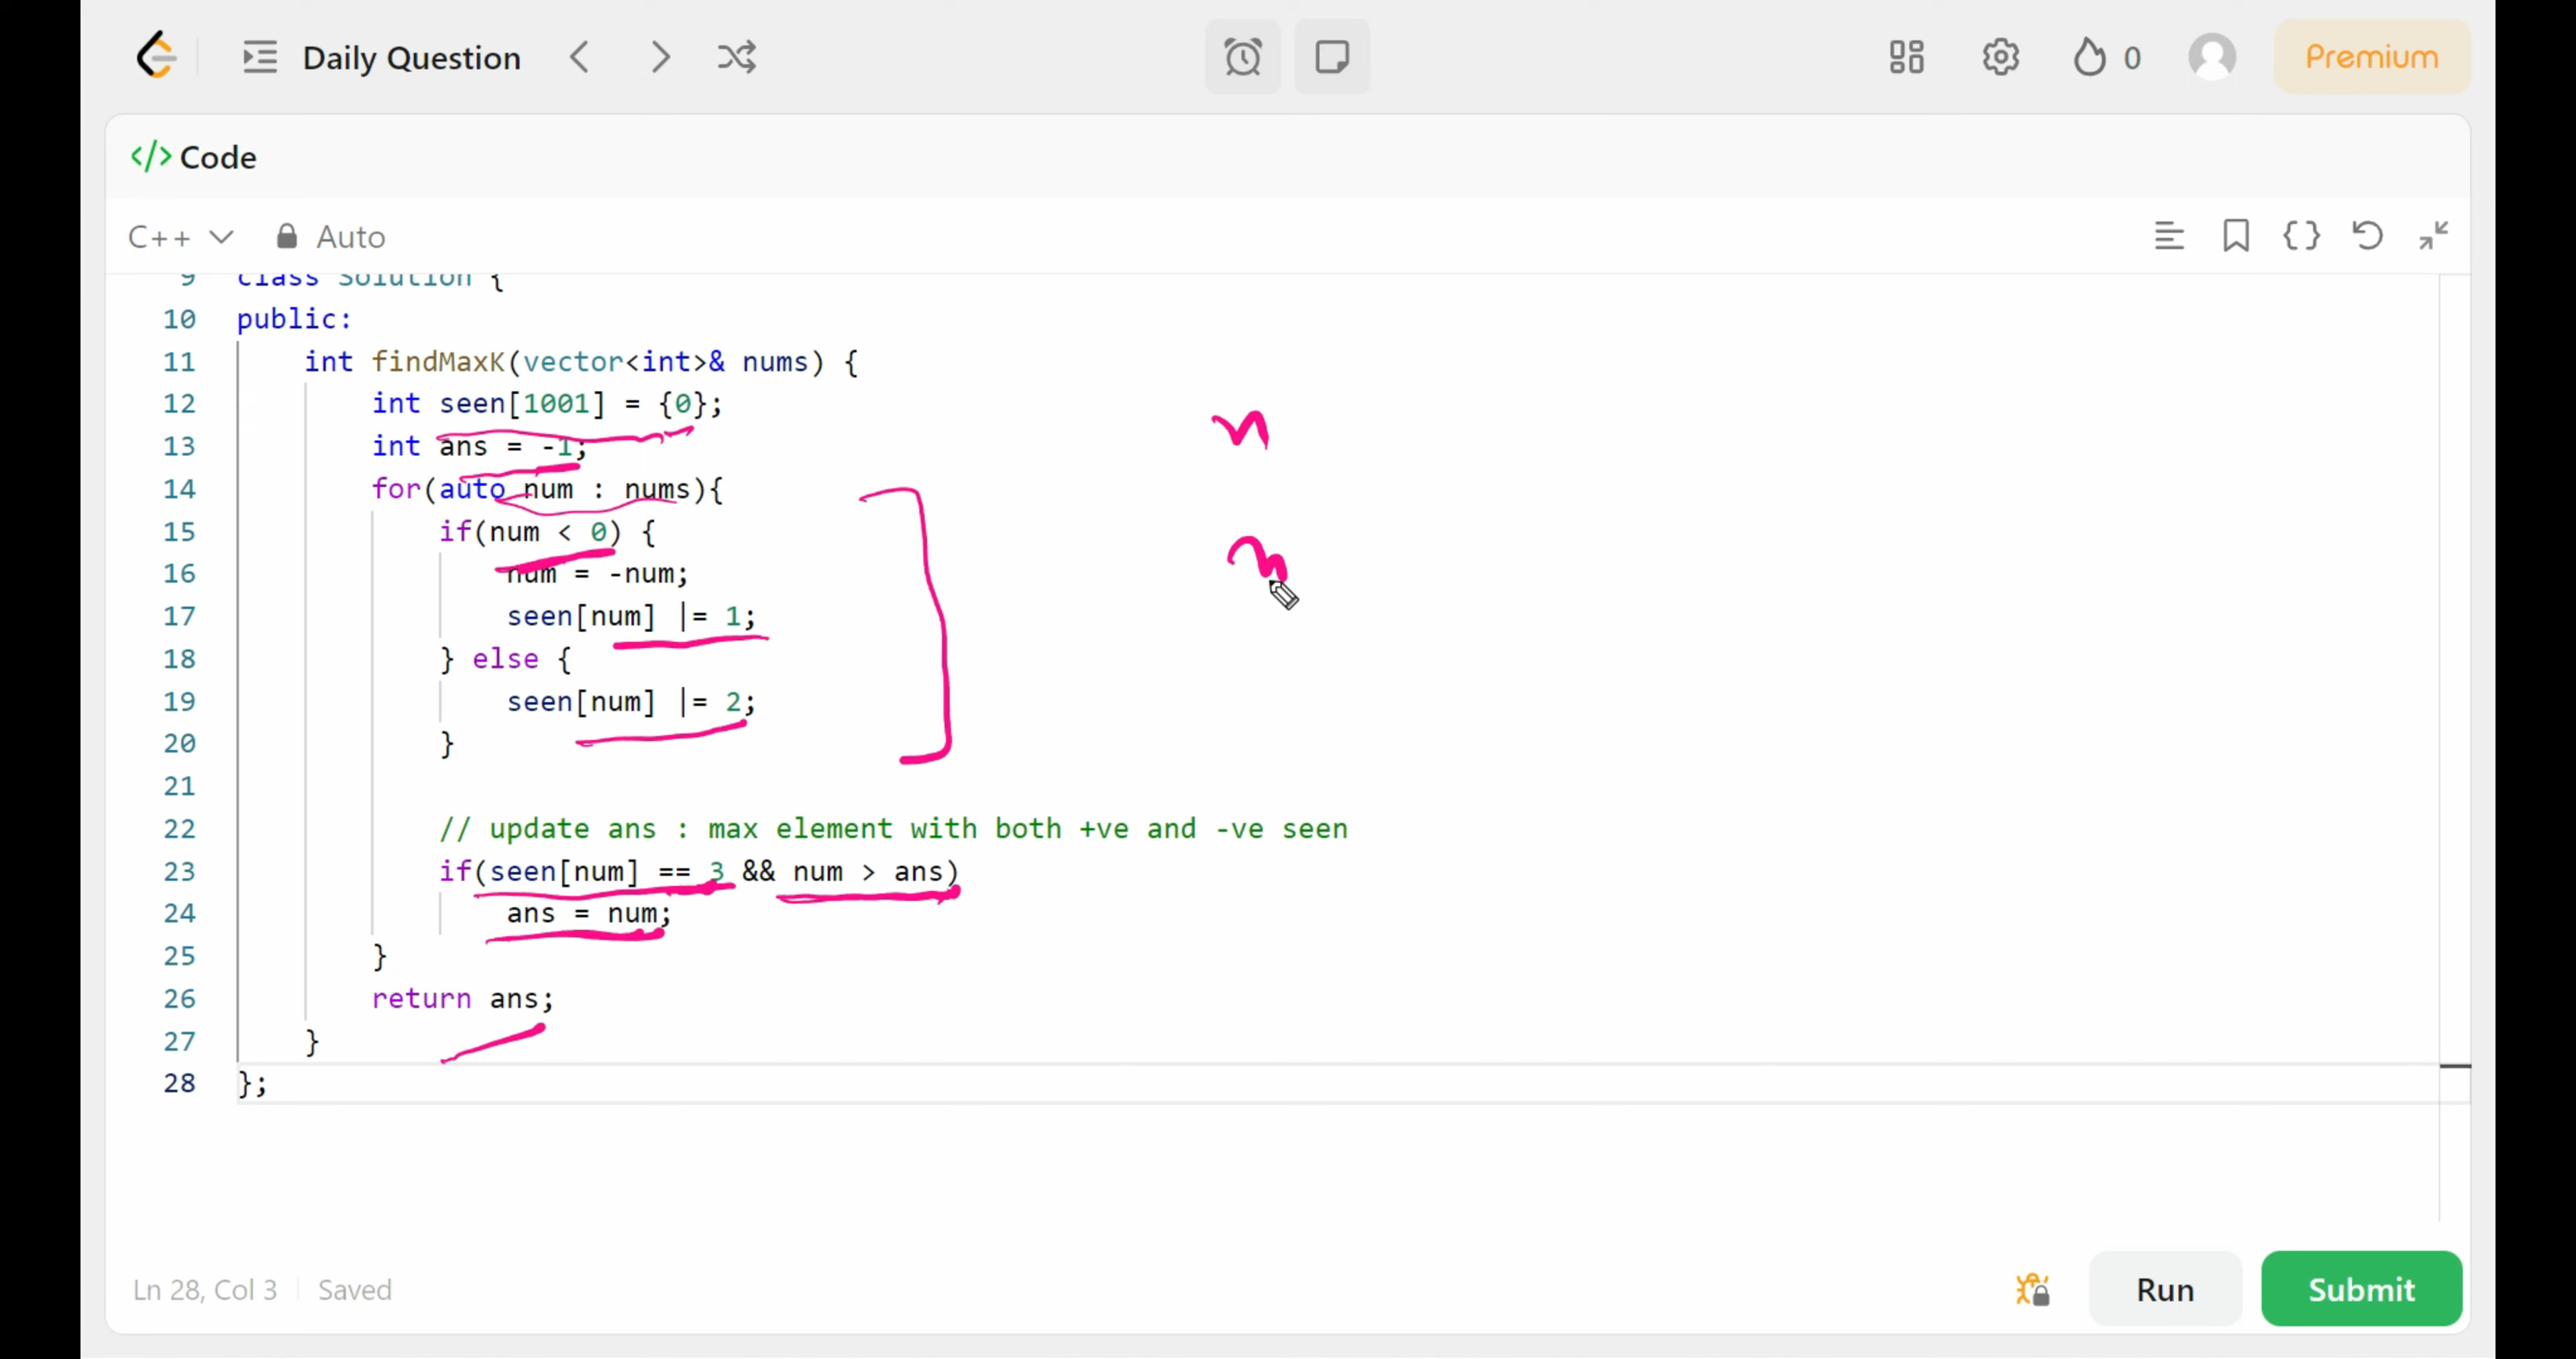 Daily Question
0
Premium
</> Code
C++ Auto
9 class Solution {
10 public:
11 int findMaxK(vector<int>& nums) {
12 int seen[1001] = {0};
13 int ans = -1;
14 for(auto num : nums){
15 if(num < 0) {
16 num = -num;
17 seen[num] |= 1;
18 } else {
19 seen[num] |= 2;
20 }
21
22 // update ans : max element with both +ve and -ve seen
23 if(seen[num] == 3 && num > ans)
24 ans = num;
25 }
26 return ans;
27 }
28 };
Ln 28, Col 3 Saved
Run
Submit